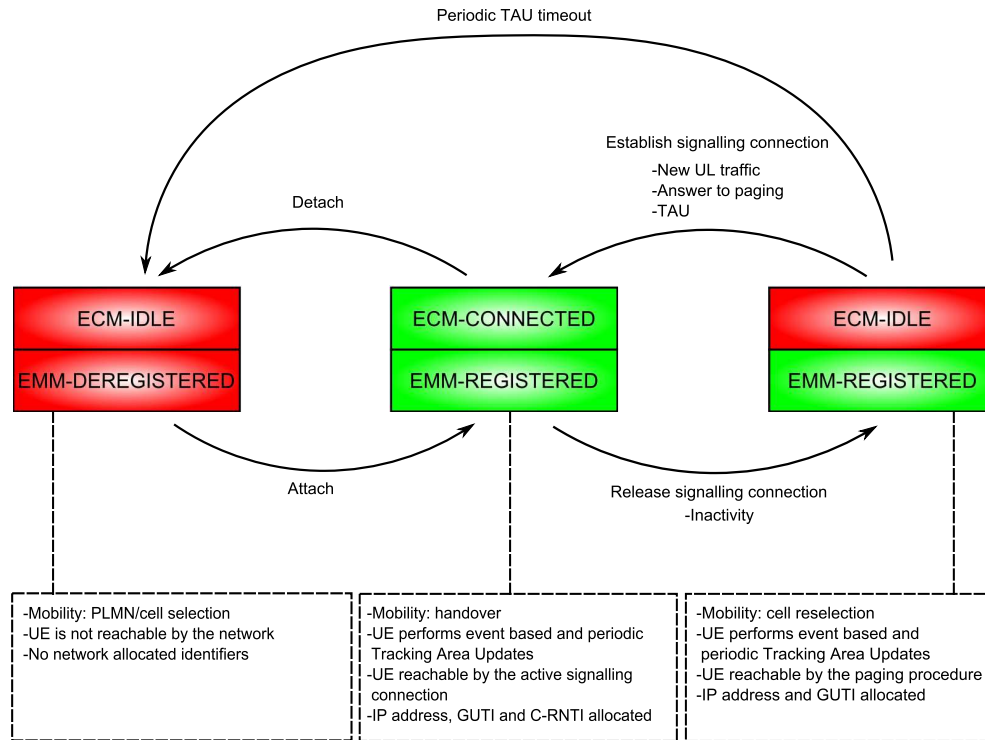 Periodic TAU timeout
Establish signalling connection
-New UL traffic
-Answer to paging
-TAU
Detach
ECM-IDLE
EMM-DEREGISTERED
ECM-CONNECTED
EMM-REGISTERED
ECM-IDLE
EMM-REGISTERED
Attach
Release signalling connection
-Inactivity
-Mobility: PLMN/cell selection
-UE is not reachable by the network
-No network allocated identifiers
-Mobility: handover
-UE performs event based and periodic
Tracking Area Updates
-UE reachable by the active signalling
connection
-IP address, GUTI and C-RNTI allocated
-Mobility: cell reselection
-UE performs event based and
periodic Tracking Area Updates
-UE reachable by the paging procedure
-IP address and GUTI allocated